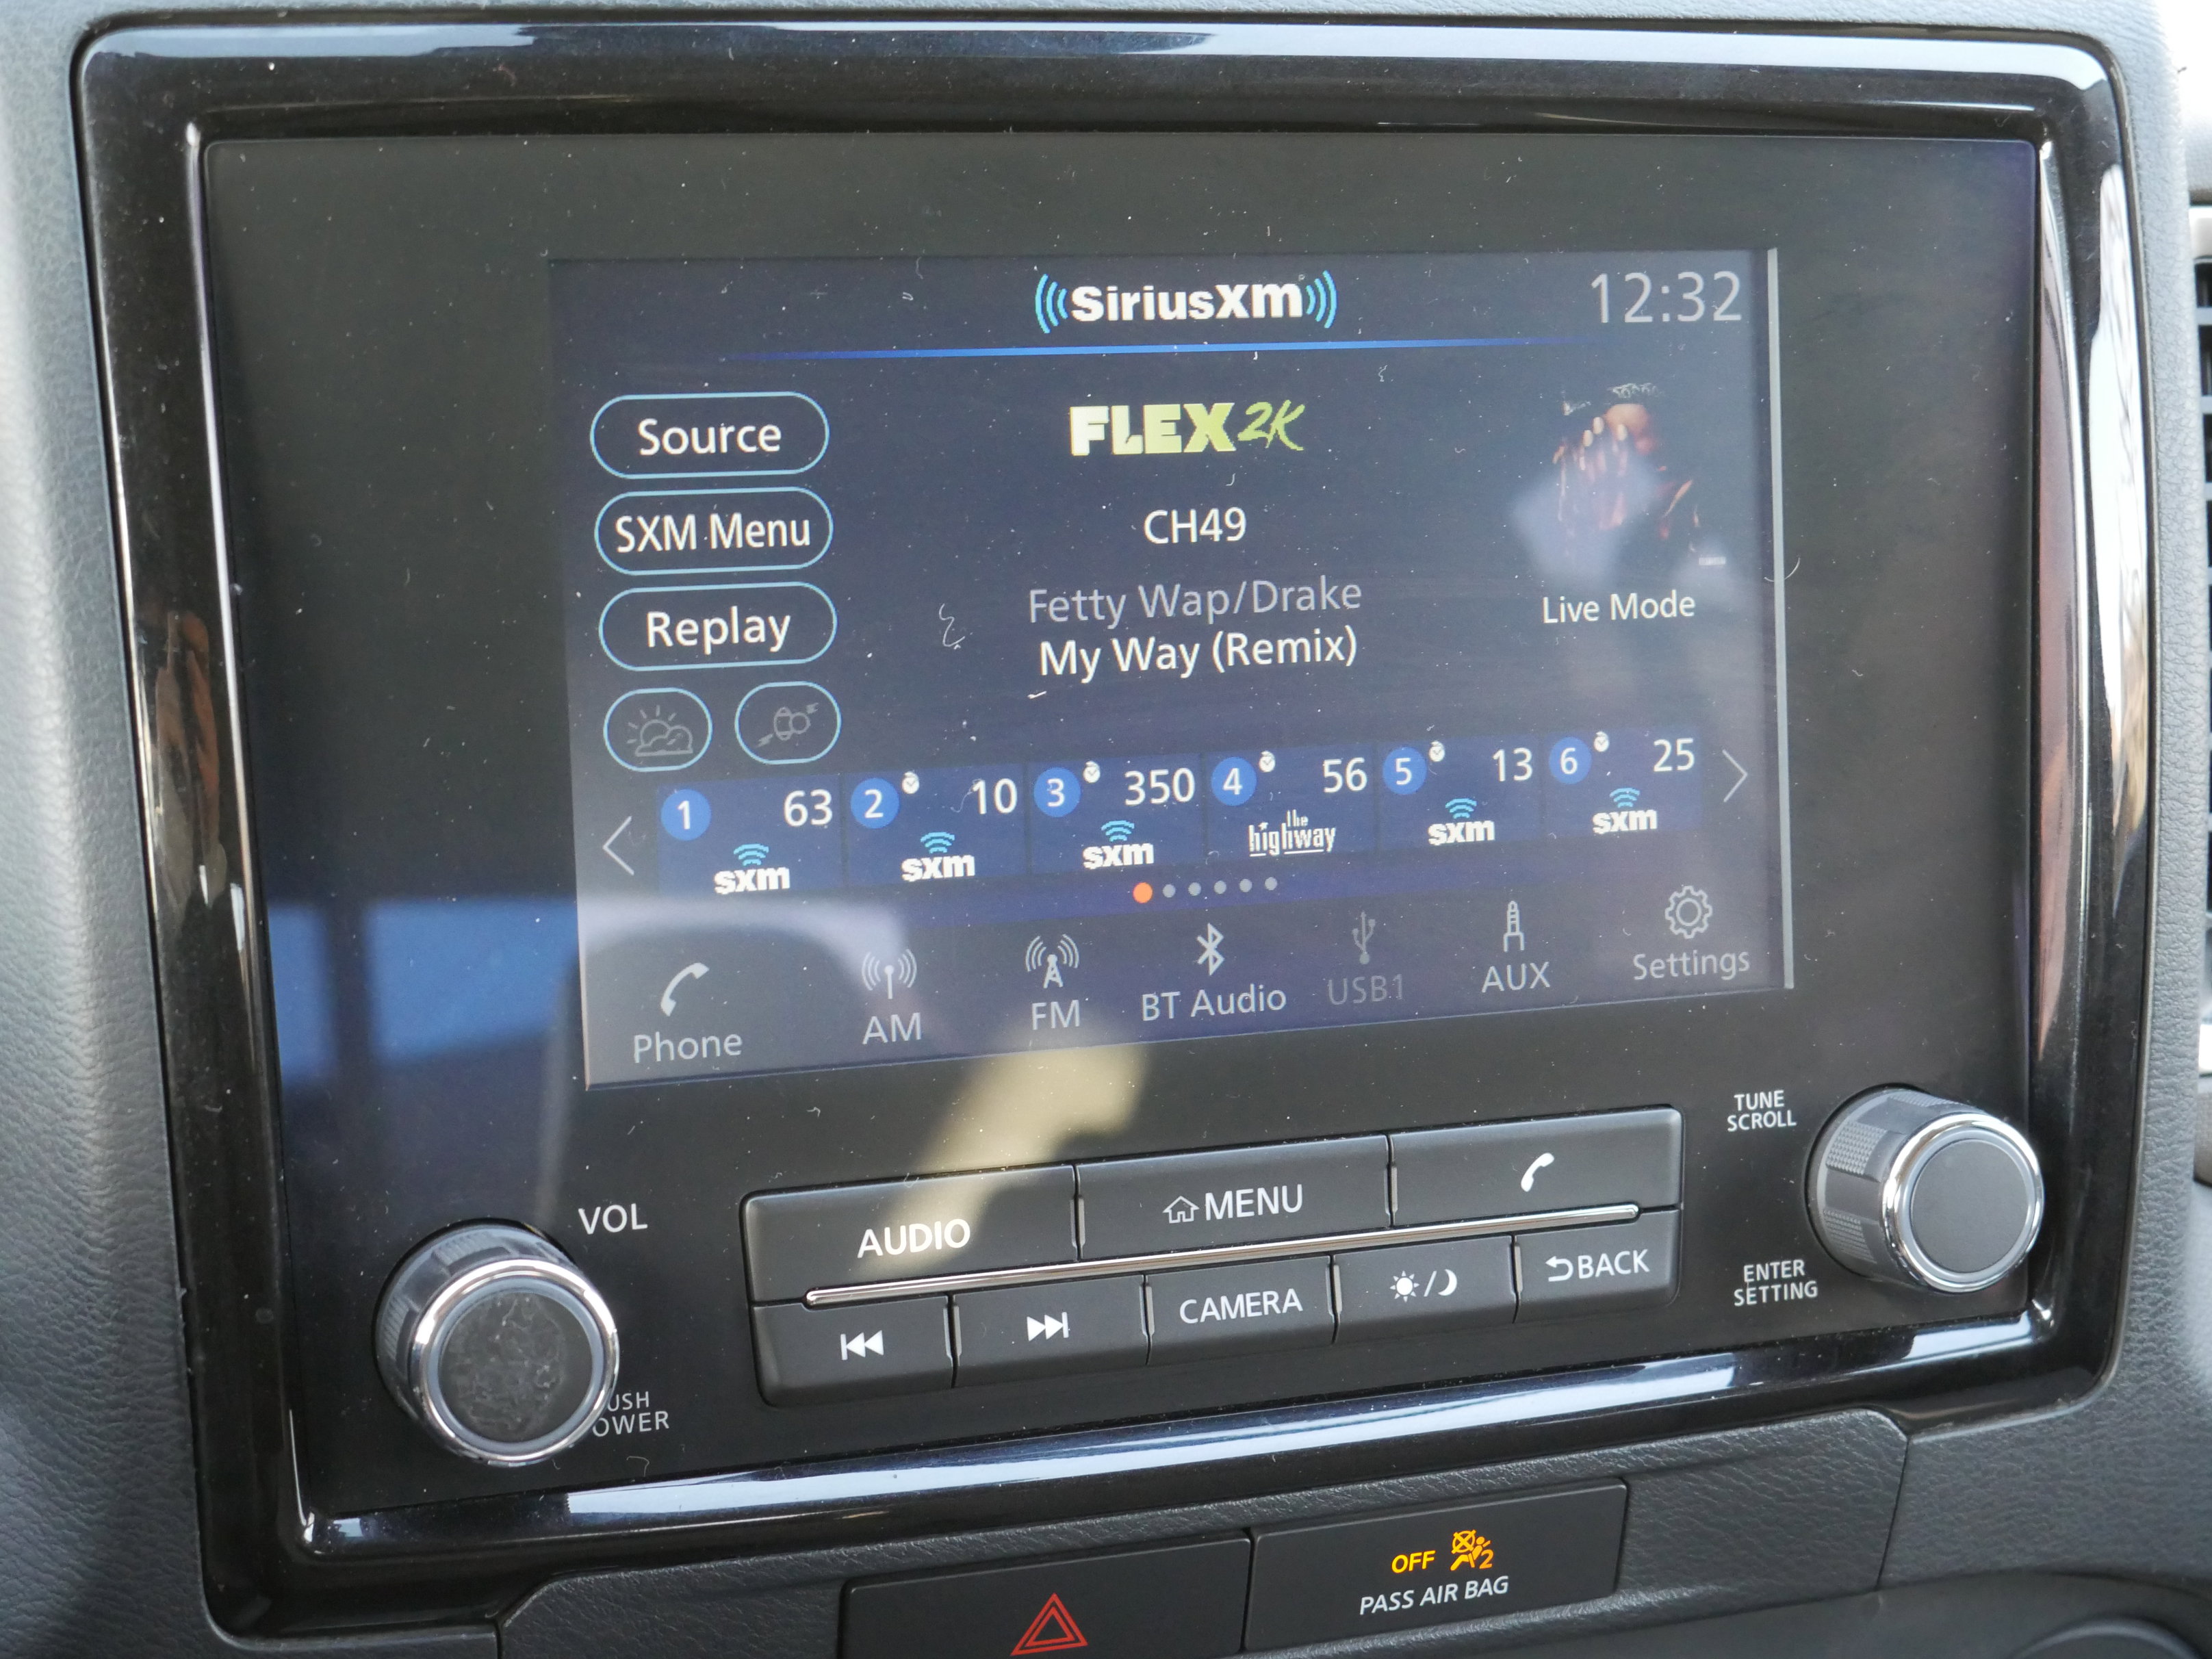 SiriusXM
12:32
Source
FLEX2K
SXM Menu
CH49
Replay
Fetty Wap/Drake
My Way (Remix)
Live Mode
1 63 2 10 3 350 4 56 5 13 6 25
sxm sxm sxm the highway sxm sxm
Phone AM FM BT Audio USB1 AUX Settings
TUNE
SCROLL
VOL
AUDIO MENU
CAMERA BACK
ENTER
SETTING
OFF 2
PASS AIR BAG